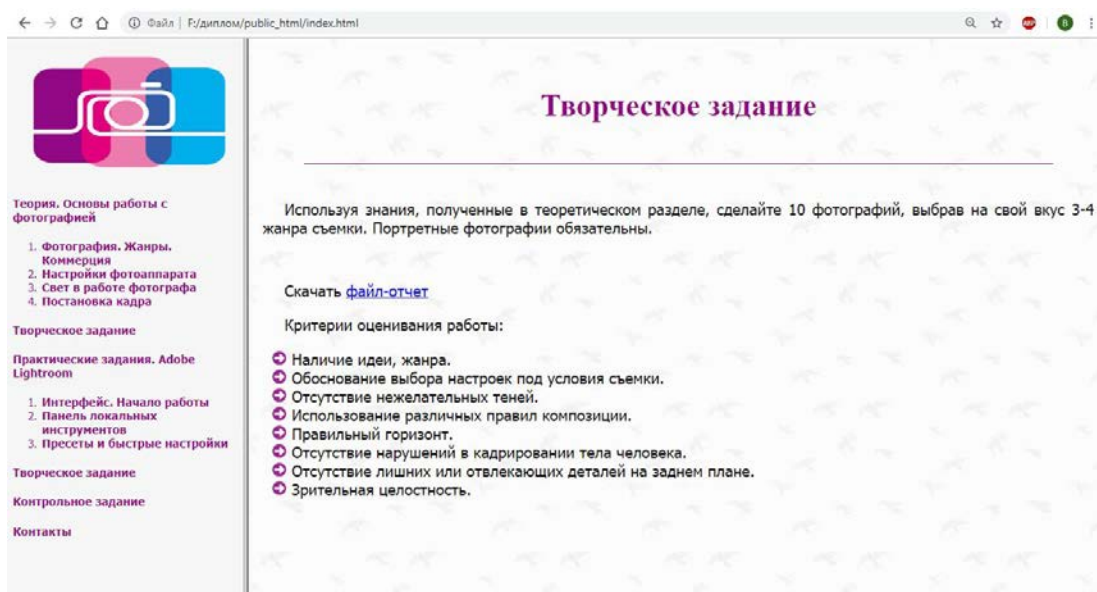 Файл | F:/диплом/public_html/index.html
ABP
B
Теория. Основы работы с
фотографией
1. Фотография. Жанры.
Коммерция
2. Настройки фотоаппарата
3. Свет в работе фотографа
4. Постановка кадра
Творческое задание
Практические задания. Adobe
Lightroom
1. Интерфейс. Начало работы
2. Панель локальных
инструментов
3. Пресеты и быстрые настройки
Творческое задание
Контрольное задание
Контакты
Творческое задание
Используя знания, полученные в теоретическом разделе, сделайте 10 фотографий, выбрав на свой вкус 3-4
жанра съемки. Портретные фотографии обязательны.
Скачать файл-отчет
Критерии оценивания работы:
Наличие идеи, жанра.
Обоснование выбора настроек под условия съемки.
Отсутствие нежелательных теней.
Использование различных правил композиции.
Правильный горизонт.
Отсутствие нарушений в кадрировании тела человека.
Отсутствие лишних или отвлекающих деталей на заднем плане.
Зрительная целостность.